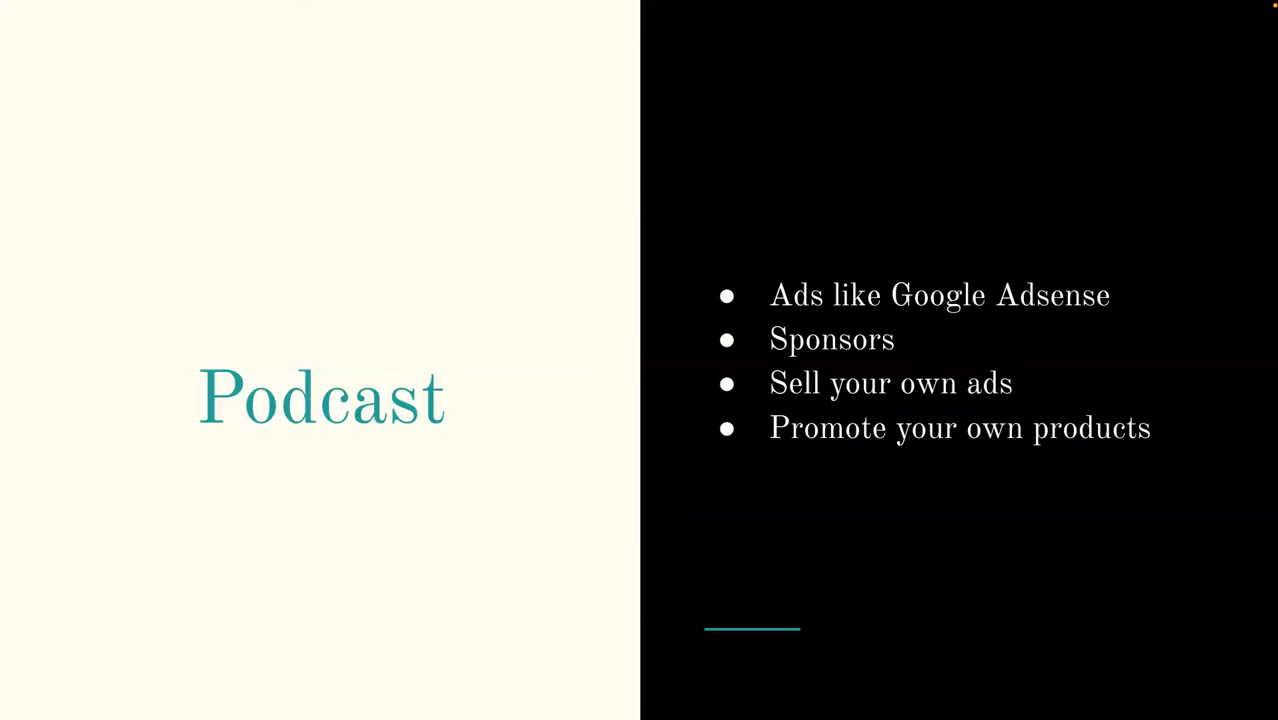 Podcast
● Ads like Google Adsense
● Sponsors
● Sell your own ads
● Promote your own products